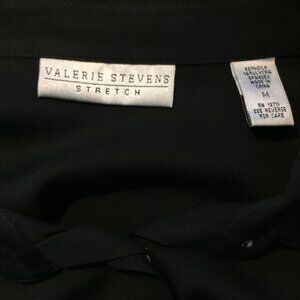 VALERIE STEVENS
STRETCH
MADE IN
CHINA
M
SEE REVERSE
FOR CARE